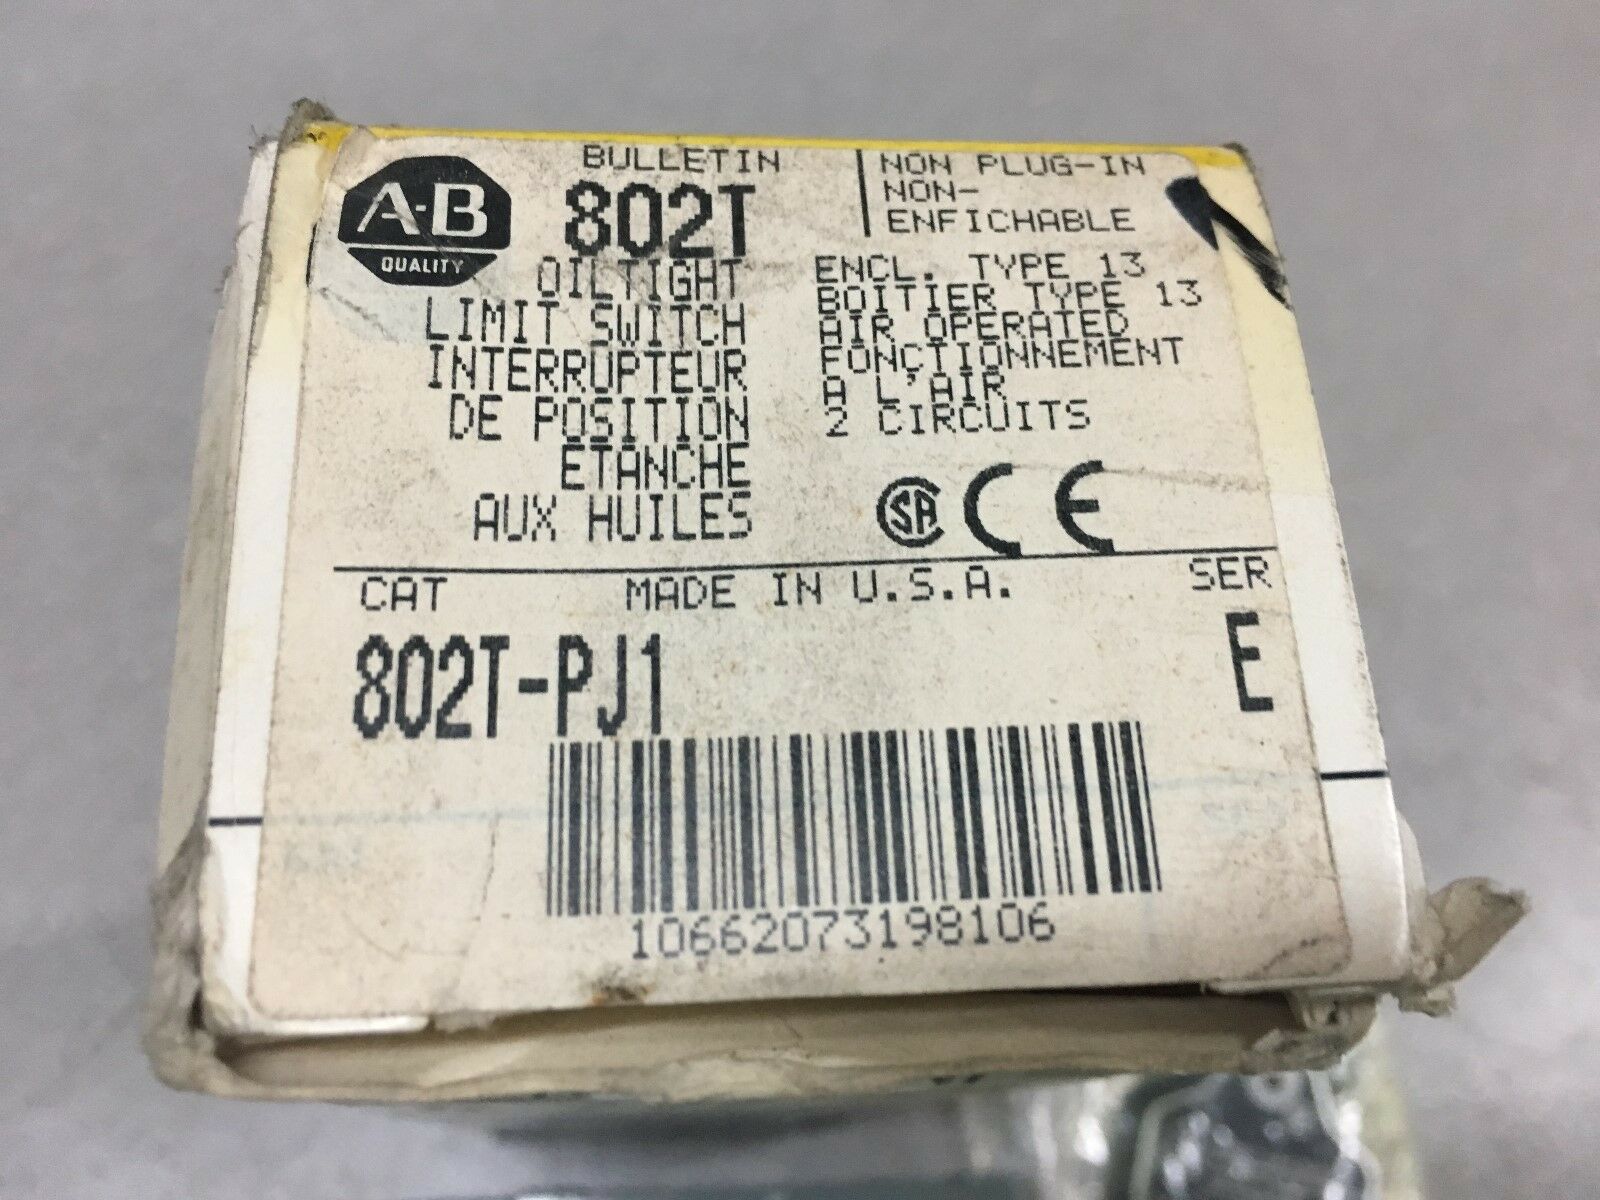 A-B
QUALITY
BULLETIN
802T
OILTIGHT
LIMIT SWITCH
INTERRUPTEUR
DE POSITION
ETANCHE
AUX HUILES
NON PLUG-IN
NON-
ENFICHABLE
ENCL. TYPE 13
BOITIER TYPE 13
AIR OPERATED
FONCTIONNEMENT
A L'AIR
2 CIRCUITS
SA CE
CAT MADE IN U.S.A. SER
802T-PJ1 E
10662073198106